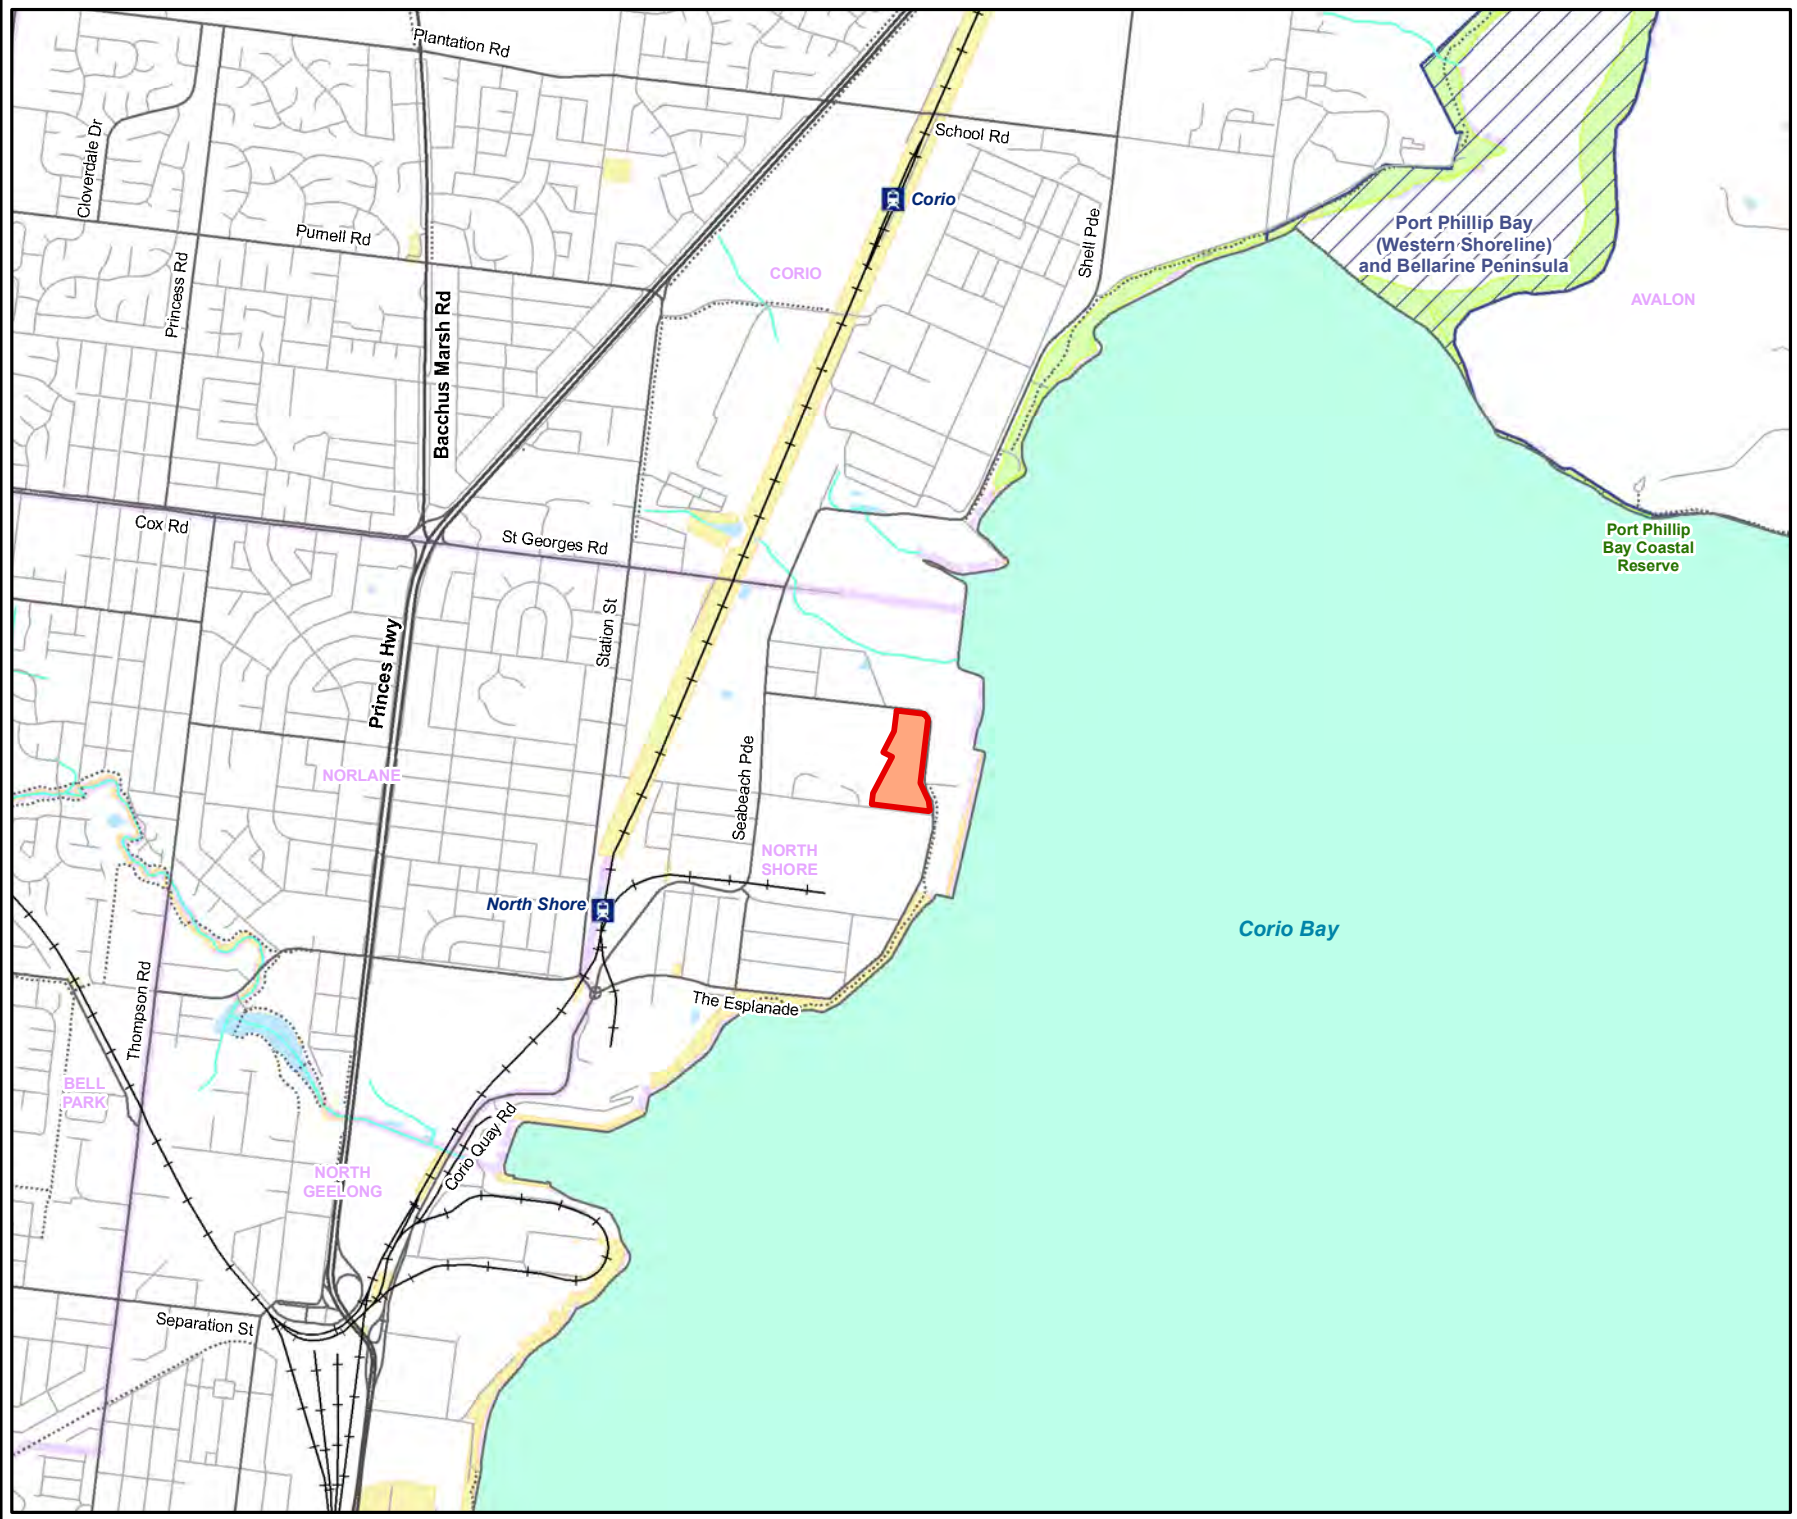 Plantation Rd
School Rd
Cloverdale Dr
Corio
Shell Pde
Purnell Rd
Port Phillip Bay
(Western Shoreline)
and Bellarine Peninsula
Princess Rd
CORIO
AVALON
Bacchus Marsh Rd
Cox Rd
St Georges Rd
Port Phillip
Bay Coastal
Reserve
Station St
Princes Hwy
NORLANE
Seabeach Pde
NORTH
SHORE
North Shore
Corio Bay
Thompson Rd
The Esplanade
BELL
PARK
Corio Quay Rd
NORTH
GEELONG
Separation St